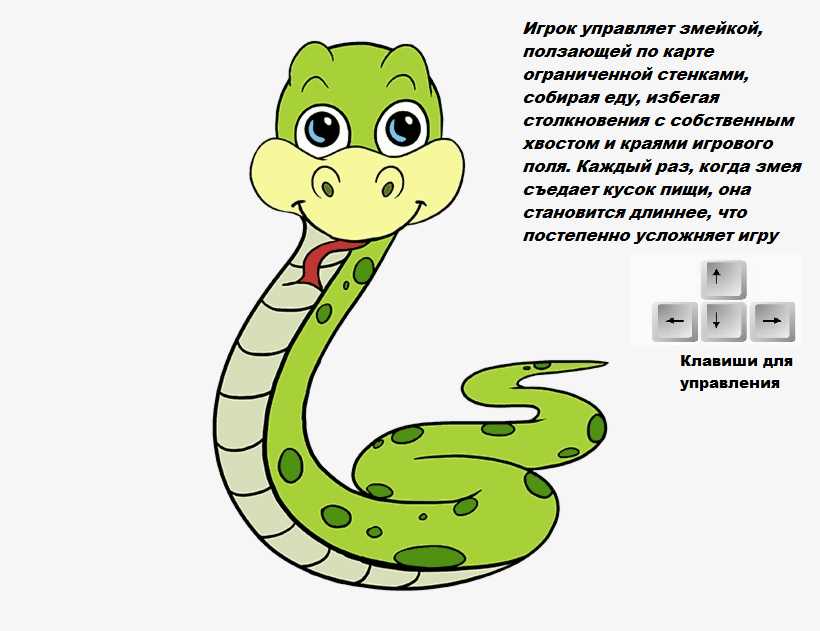 Игрок управляет змейкой,
ползающей по карте
ограниченной стенками,
собирая еду, избегая
столкновения с собственным
хвостом и краями игрового
поля. Каждый раз, когда змея
съедает кусок пищи, она
становится длиннее, что
постепенно усложняет игру
↑
← ↓ →
Клавиши для
управления